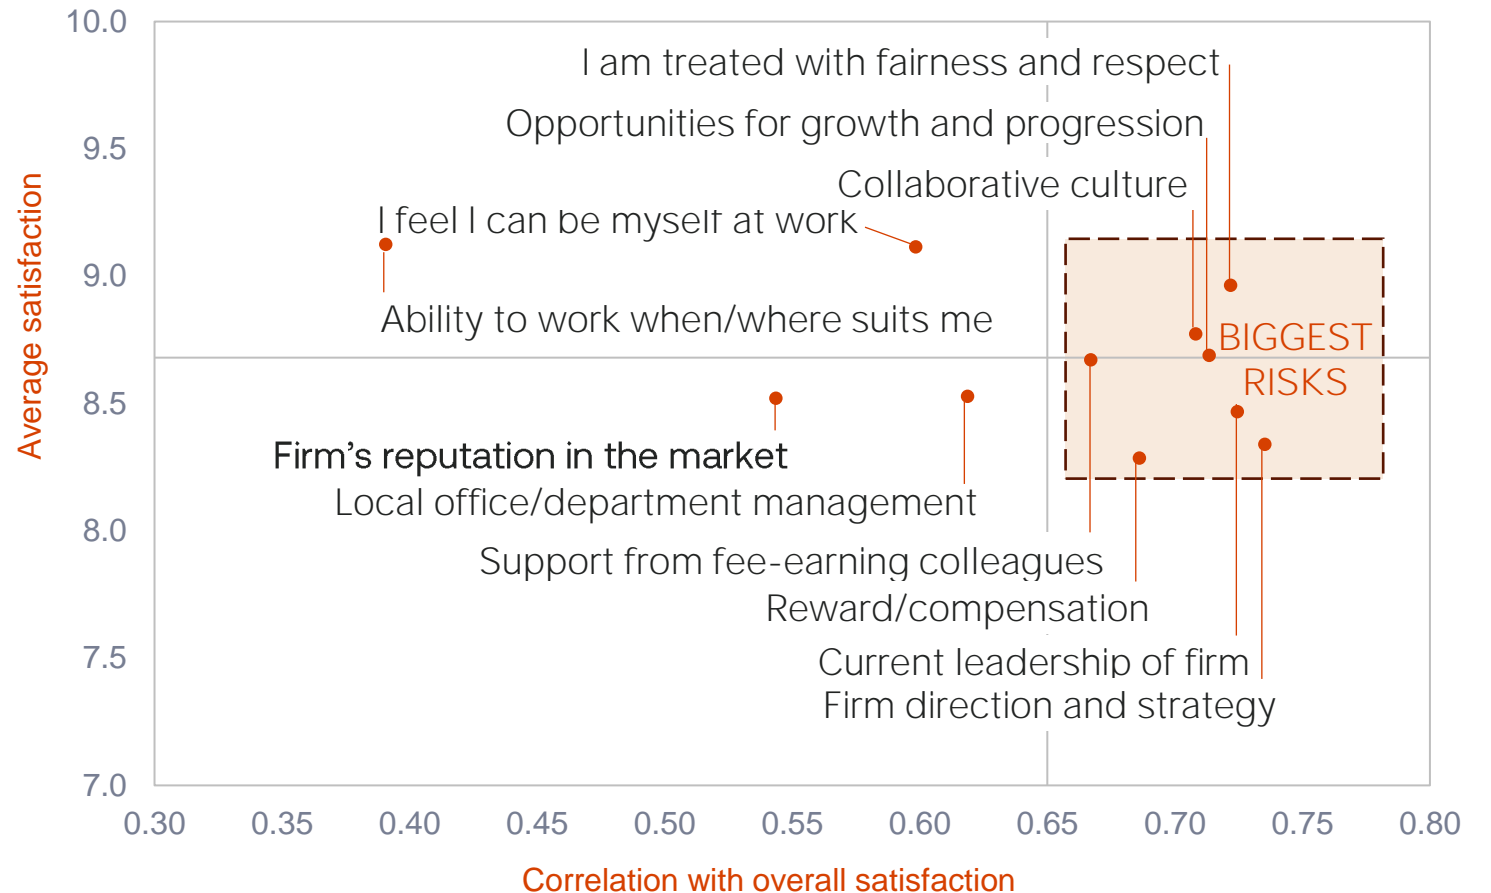 10.0
I am treated with fairness and respect
Opportunities for growth and progression
9.5
Collaborative culture
I feel I can be myself at work
9.0
Ability to work when/where suits me
BIGGEST
RISKS
8.5
Firm's reputation in the market
Local office/department management
8.0
Support from fee-earning colleagues
Reward/compensation
7.5
Current leadership of firm
Firm direction and strategy
7.0
Average satisfaction
0.30 0.35 0.40 0.45 0.50 0.55 0.60 0.65 0.70 0.75 0.80
Correlation with overall satisfaction